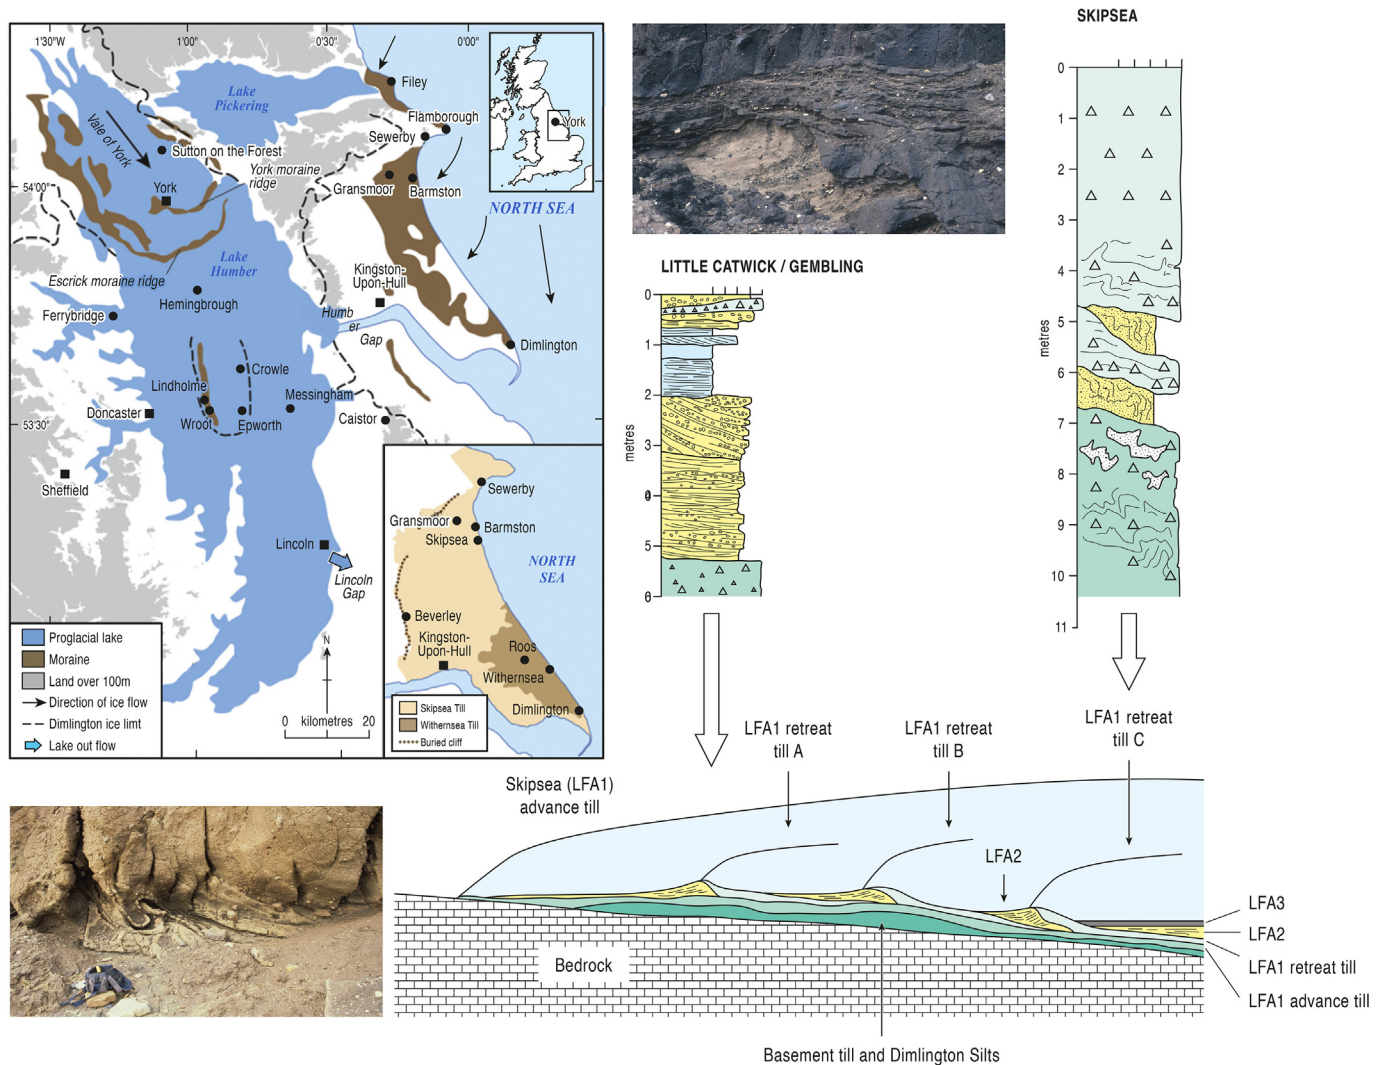 1°30"W
1°00"
0°30"
0°00"
54°00"
53°30"
Lake
Pickering
Filey
Flamborough
Sewerby
York
Vale of York
Sutton on the Forest
York moraine
ridge
York
Gransmoor
Barmston
NORTH SEA
Lake
Humber
Escrick moraine ridge
Hemingbrough
Kingston-
Upon-Hull
Ferrybridge
Humb
er
Gap
Dimlington
Crowle
Lindholme
Messingham
Doncaster
Wroot
Epworth
Caistor
Sheffield
Lincoln
Lincoln
Gap
Proglacial lake
Moraine
Land over 100m
Direction of ice flow
Dimlington ice limt
Lake out flow
N
0 kilometres 20
Sewerby
Gransmoor
Barmston
Skipsea
NORTH
SEA
Beverley
Kingston-
Upon-Hull
Roos
Withernsea
Dimlington
Skipsea Till
Withernsea Till
Buried cliff
LITTLE CATWICK / GEMBLING
metres
0
1
2
3
0
5
6
SKIPSEA
metres
0
1
2
3
4
5
6
7
8
9
10
11
Skipsea (LFA1)
advance till
LFA1 retreat
till A
LFA1 retreat
till B
LFA1 retreat
till C
LFA2
LFA3
LFA2
LFA1 retreat till
LFA1 advance till
Bedrock
Basement till and Dimlington Silts